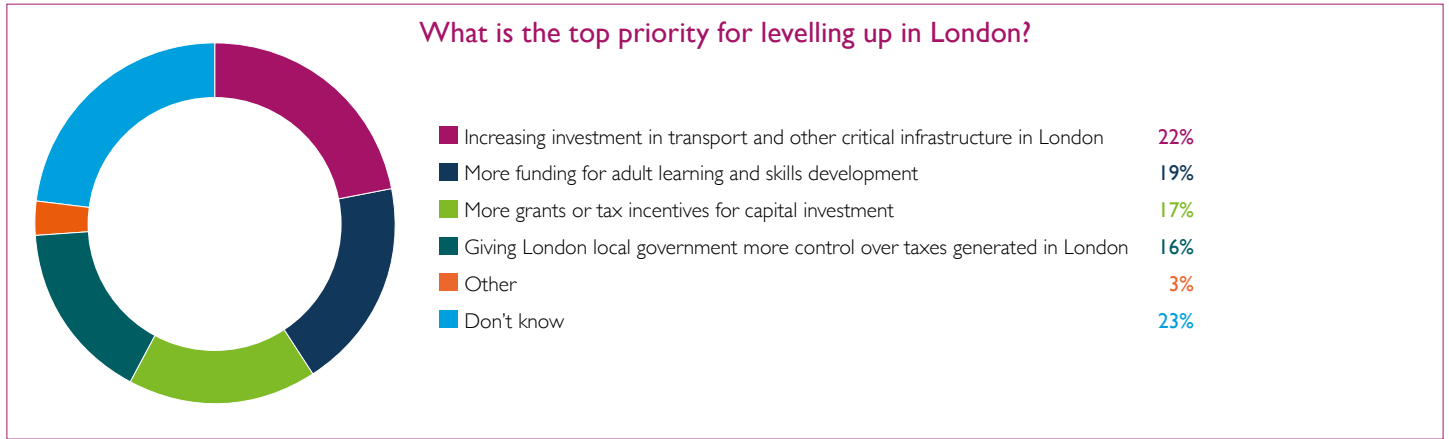 What is the top priority for levelling up in London?
Increasing investment in transport and other critical infrastructure in London 22%
More funding for adult learning and skills development 19%
More grants or tax incentives for capital investment 17%
Giving London local government more control over taxes generated in London 16%
Other 3%
Don't know 23%